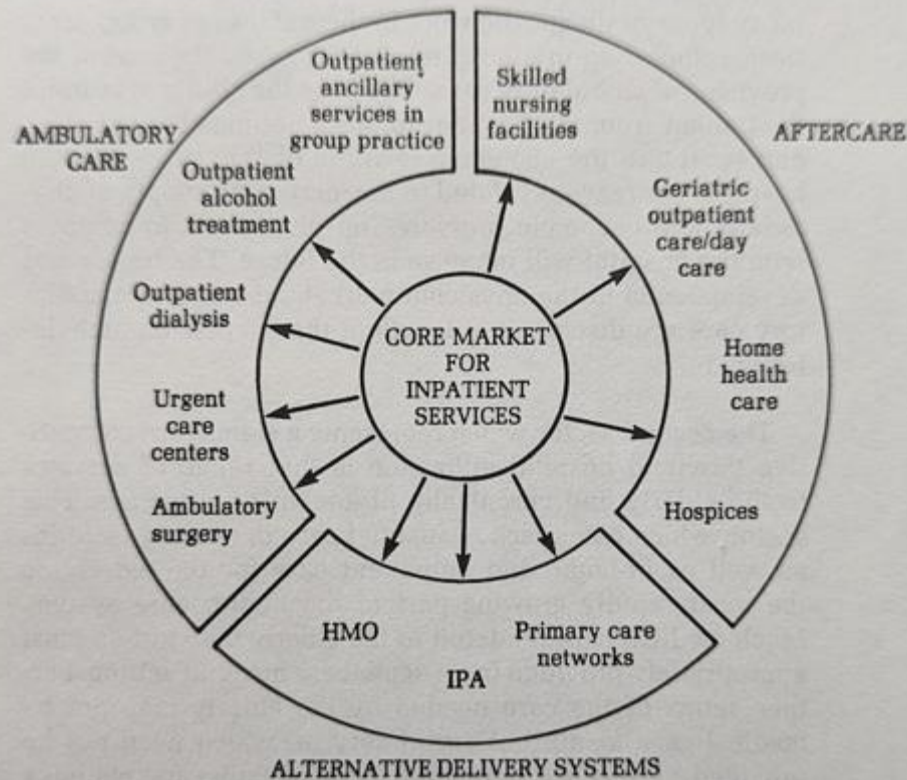 Outpatient
ancillary
services in
group practice
Skilled
nursing
facilities
AMBULATORY
CARE
AFTERCARE
Outpatient
alcohol
treatment
Geriatric
outpatient
care/day
care
Outpatient
dialysis
CORE MARKET
FOR
INPATIENT
SERVICES
Home
health
care
Urgent
care
centers
Ambulatory
surgery
Hospices
HMO
IPA
Primary care
networks
ALTERNATIVE DELIVERY SYSTEMS